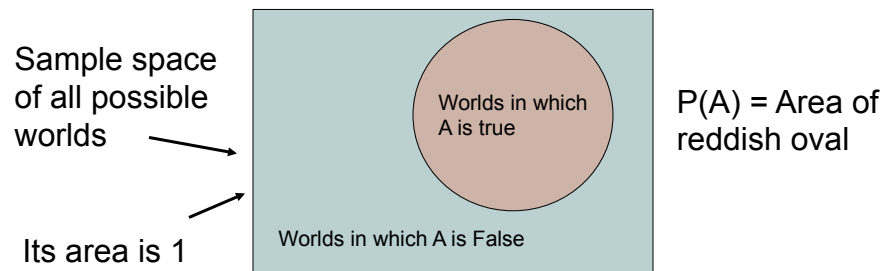 Sample space
of all possible
worlds
Its area is 1
Worlds in which
A is true
Worlds in which A is False
P(A) = Area of
reddish oval